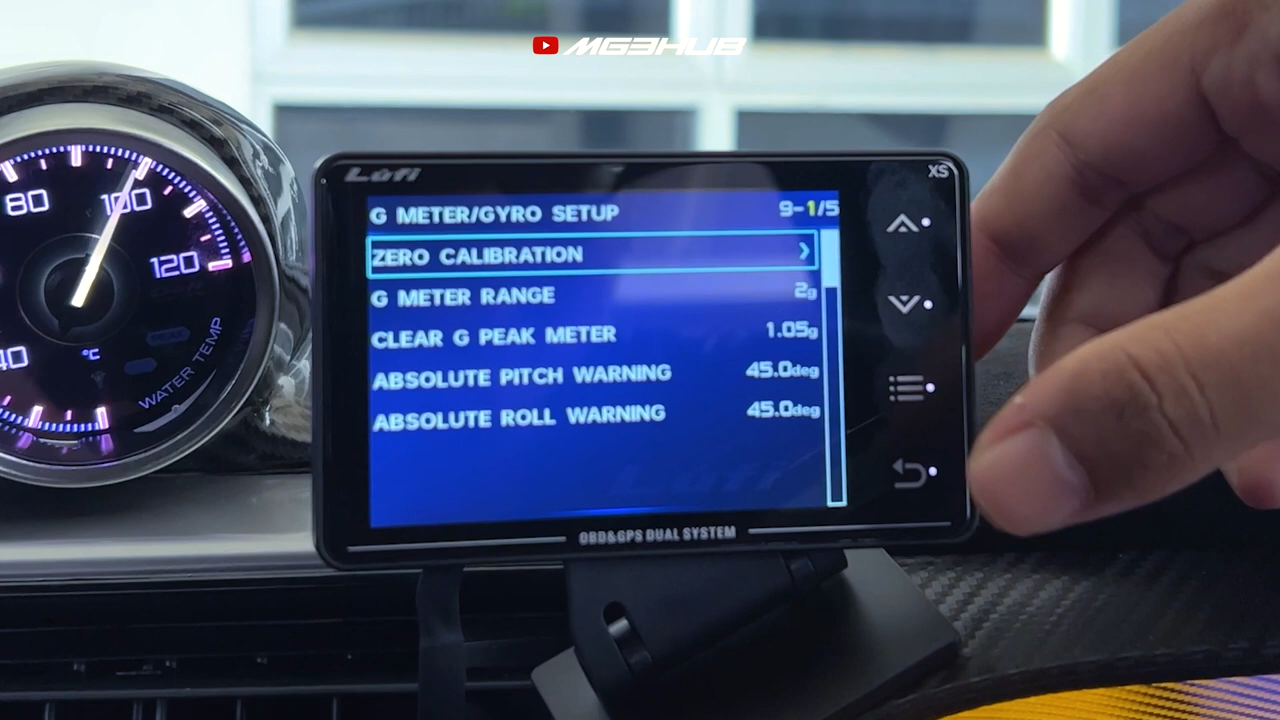 MG3HUB
Lufi
XS
G METER/GYRO SETUP 9-1/5
ZERO CALIBRATION
G METER RANGE 2g
CLEAR G PEAK METER 1.05g
ABSOLUTE PITCH WARNING 45.0deg
ABSOLUTE ROLL WARNING 45.0deg
OBD&GPS DUAL SYSTEM
80
100
120
40
°C
WATER TEMP